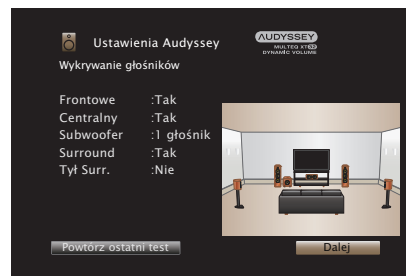 Ustawienia Audyssey
AUDYSSEY
MULTEQ XT32
DYNAMIC VOLUME
Wykrywanie głośników
Frontowe :Tak
Centralny :Tak
Subwoofer :1 głośnik
Surround :Tak
Tył Surr. :Nie
Powtórz ostatni test
Dalej